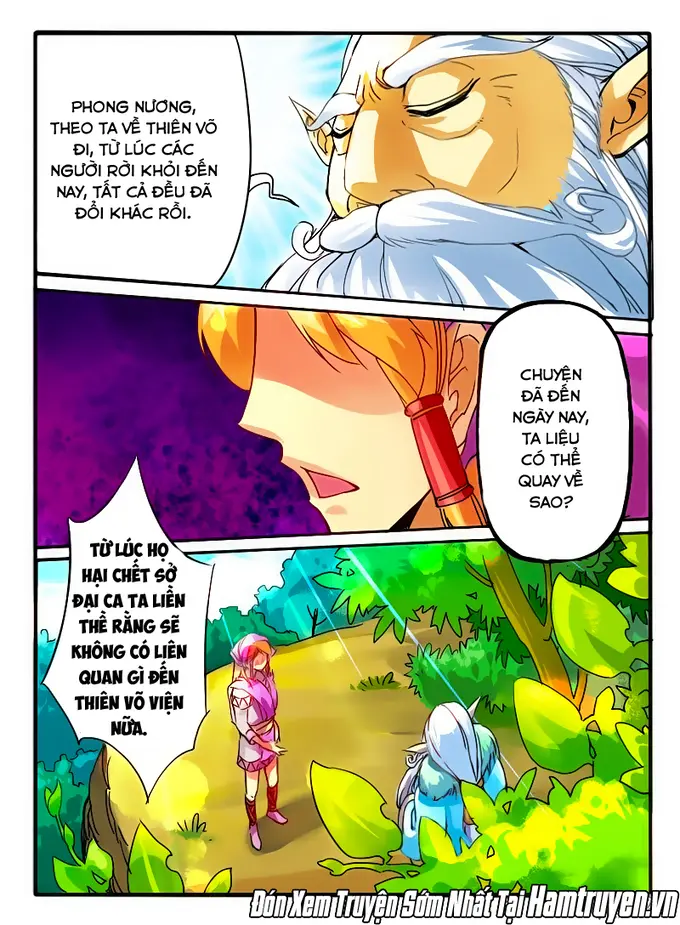 PHONG NƯƠNG,
THEO TA VỀ THIÊN VÕ
ĐI, TỪ LÚC CÁC
NGƯỜI RỜI KHỎI ĐẾN
NAY, TẤT CẢ ĐỀU ĐÃ
ĐỔI KHÁC RỒI.
CHUYỆN
ĐÃ ĐẾN
NGÀY NAY,
TA LIỆU
CÓ THỂ
QUAY VỀ
SAO?
TỪ LÚC HỌ
HẠI CHẾT SỞ
ĐẠI CA TA LIỀN
THỀ RẰNG SẼ
KHÔNG CÓ LIÊN
QUAN GÌ ĐẾN
THIÊN VÕ VIỆN
NỮA.
Đón Xem Truyện Sớm Nhất Tại Hamtruyen.vn